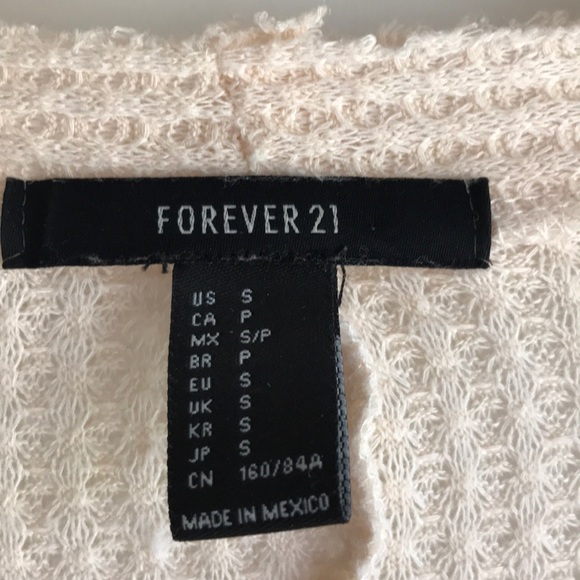 FOREVER 21
US S
CA P
MX S/P
BR P
EU S
UK S
KR S
JP S
CN 160/84A
MADE IN MEXICO